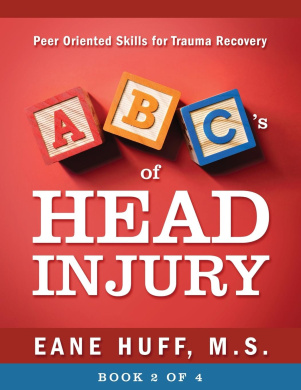 Peer Oriented Skills for Trauma Recovery
A B C's
of
HEAD
INJURY
EANE HUFF, M.S.
BOOK 2 OF 4